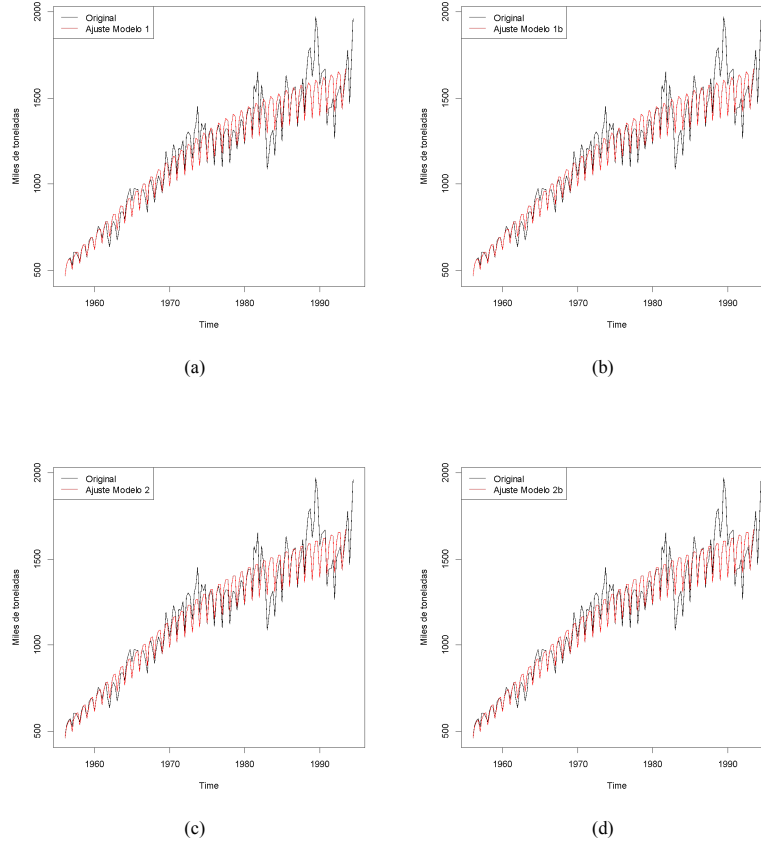 Original
Ajuste Modelo 1
2000
1500
1000
500
Miles de toneladas
1960 1970 1980 1990
Time
(a)
Original
Ajuste Modelo 1b
2000
1500
1000
500
Miles de toneladas
1960 1970 1980 1990
Time
(b)
Original
Ajuste Modelo 2
2000
1500
1000
500
Miles de toneladas
1960 1970 1980 1990
Time
(c)
Original
Ajuste Modelo 2b
2000
1500
1000
500
Miles de toneladas
1960 1970 1980 1990
Time
(d)